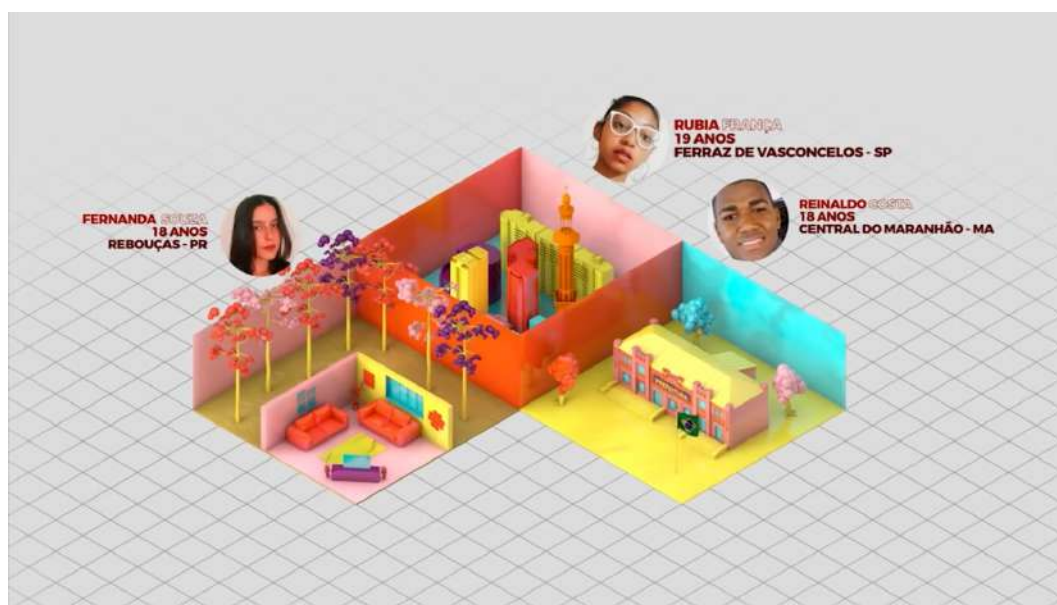 RUBIA FRANÇA
19 ANOS
FERRAZ DE VASCONCELOS - SP
REINALDO COSTA
18 ANOS
CENTRAL DO MARANHÃO - MA
FERNANDA SOUZA
18 ANOS
REBOUÇAS - PR